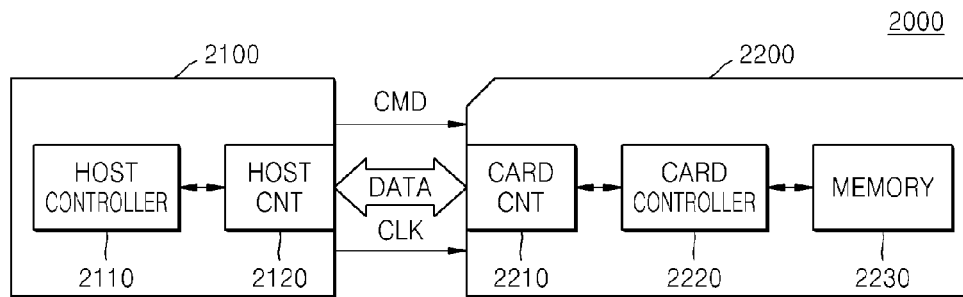 2000
2100
2200
CMD
HOST
CONTROLLER
HOST
CNT
DATA
CARD
CNT
CARD
CONTROLLER
MEMORY
CLK
2110
2120
2210
2220
2230